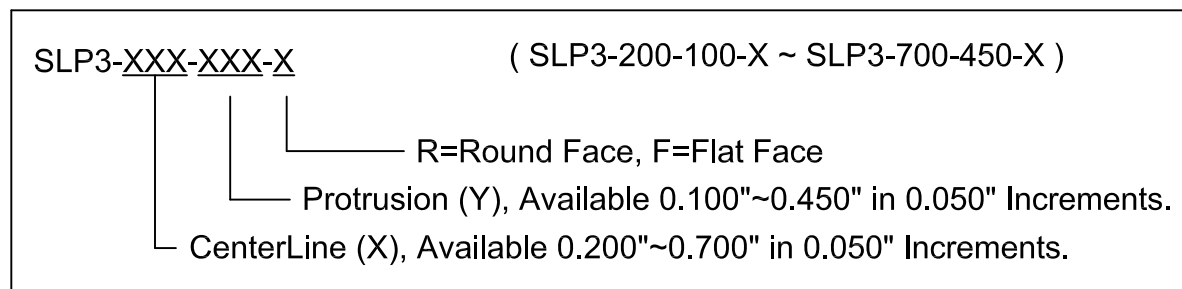 SLP3-XXX-XXX-X ( SLP3-200-100-X ~ SLP3-700-450-X )
R=Round Face, F=Flat Face
Protrusion (Y), Available 0.100"~0.450" in 0.050" Increments.
CenterLine (X), Available 0.200"~0.700" in 0.050" Increments.